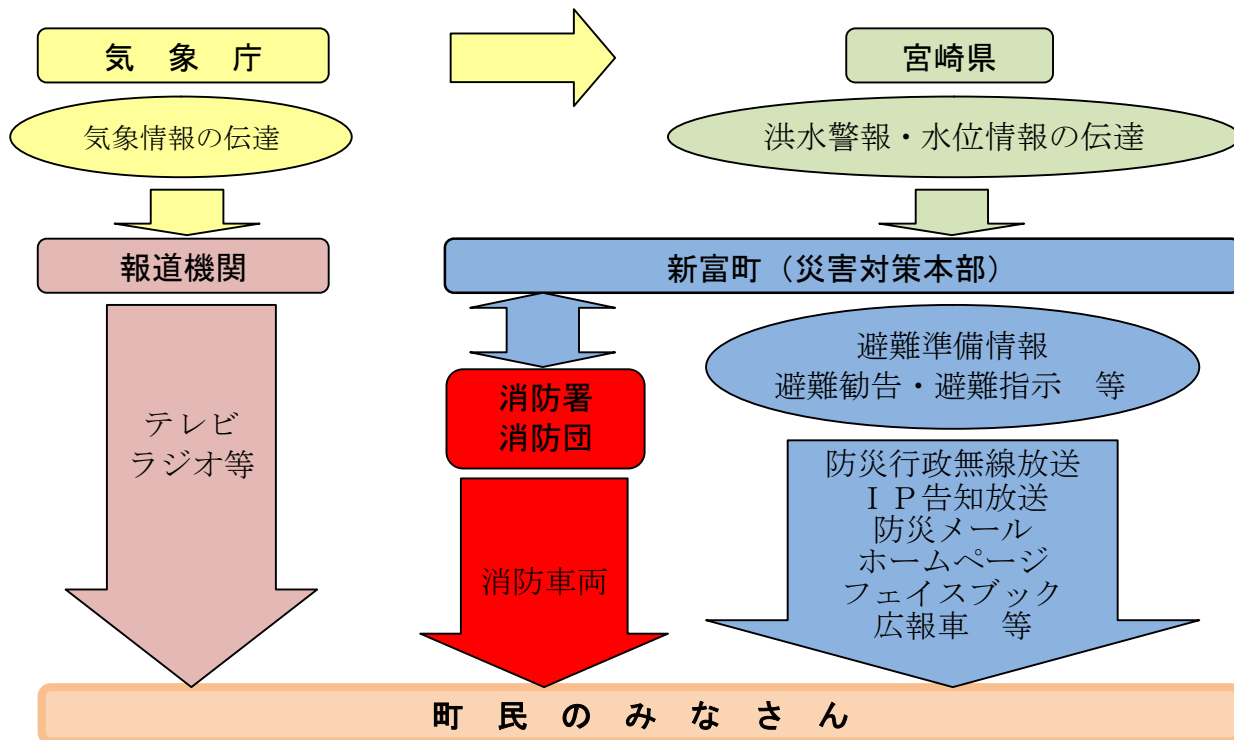 気　象　庁
宮崎県
気象情報の伝達
洪水警報・水位情報の伝達
報道機関
新富町（災害対策本部）
避難準備情報
避難勧告・避難指示　等
消防署
消防団
テレビ
ラジオ等
防災行政無線放送
ＩＰ告知放送
防災メール
ホームページ
フェイスブック
広報車　等
消防車両
町　民　の　み　な　さ　ん